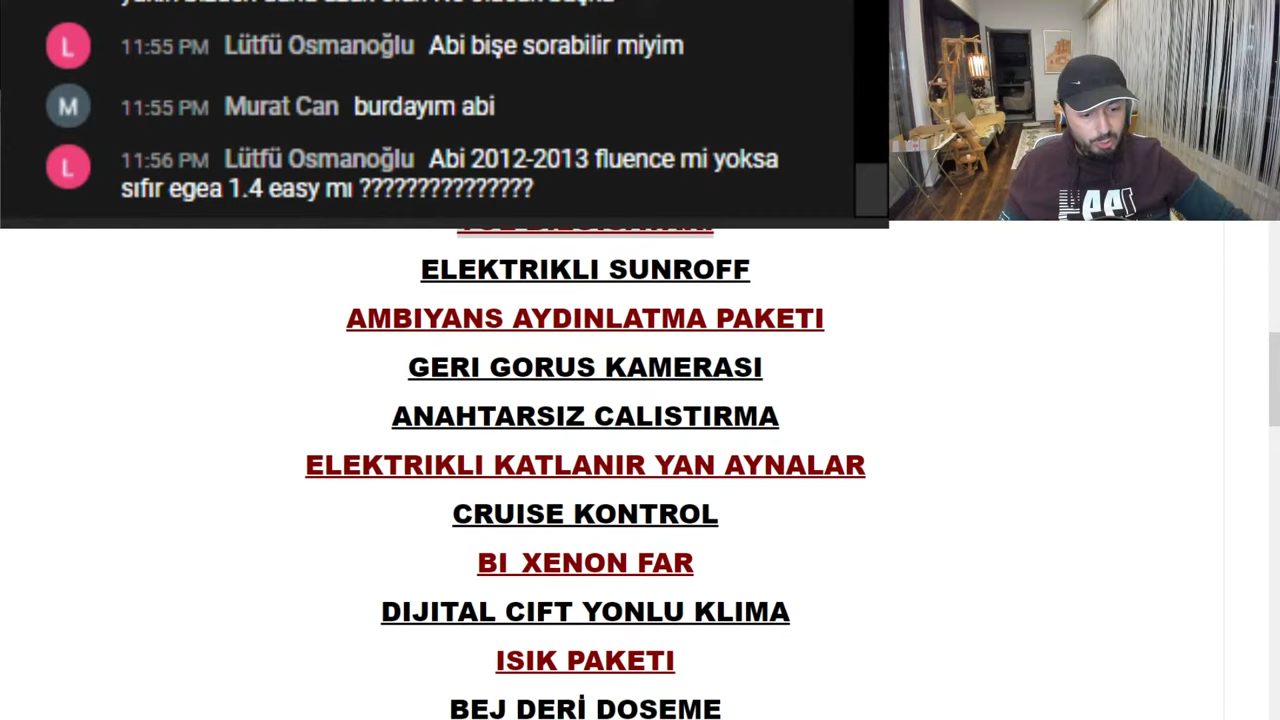 L 11:55 PM Lütfü Osmanoğlu Abi bişe sorabilir miyim
M 11:55 PM Murat Can burdayım abi
L 11:56 PM Lütfü Osmanoğlu Abi 2012-2013 fluence mi yoksa
sıfır egea 1.4 easy mı ???????????????
ELEKTRIKLI SUNROFF
AMBIYANS AYDINLATMA PAKETI
GERI GORUS KAMERASI
ANAHTARSIZ CALISTIRMA
ELEKTRIKLI KATLANIR YAN AYNALAR
CRUISE KONTROL
BI XENON FAR
DIJITAL CIFT YONLU KLIMA
ISIK PAKETI
BEJ DERİ DOSEME